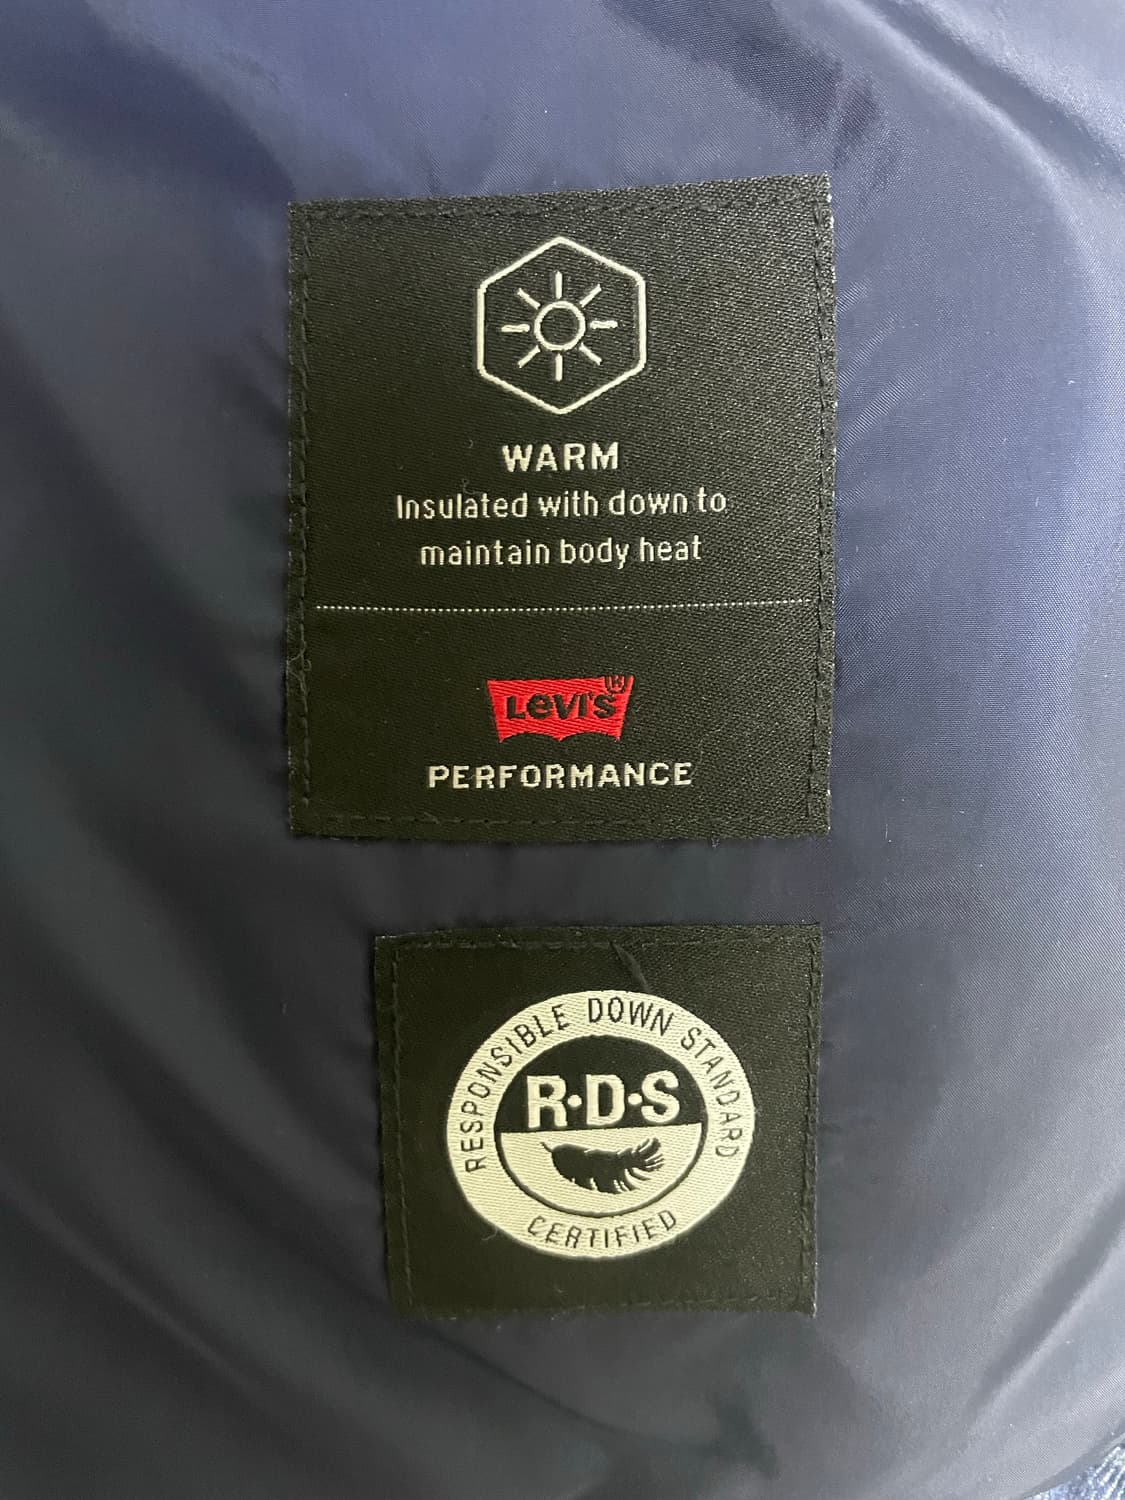 WARM
Insulated with down to
maintain body heat
Levi's®
PERFORMANCE
RESPONSIBLE DOWN STANDARD
R·D·S
CERTIFIED